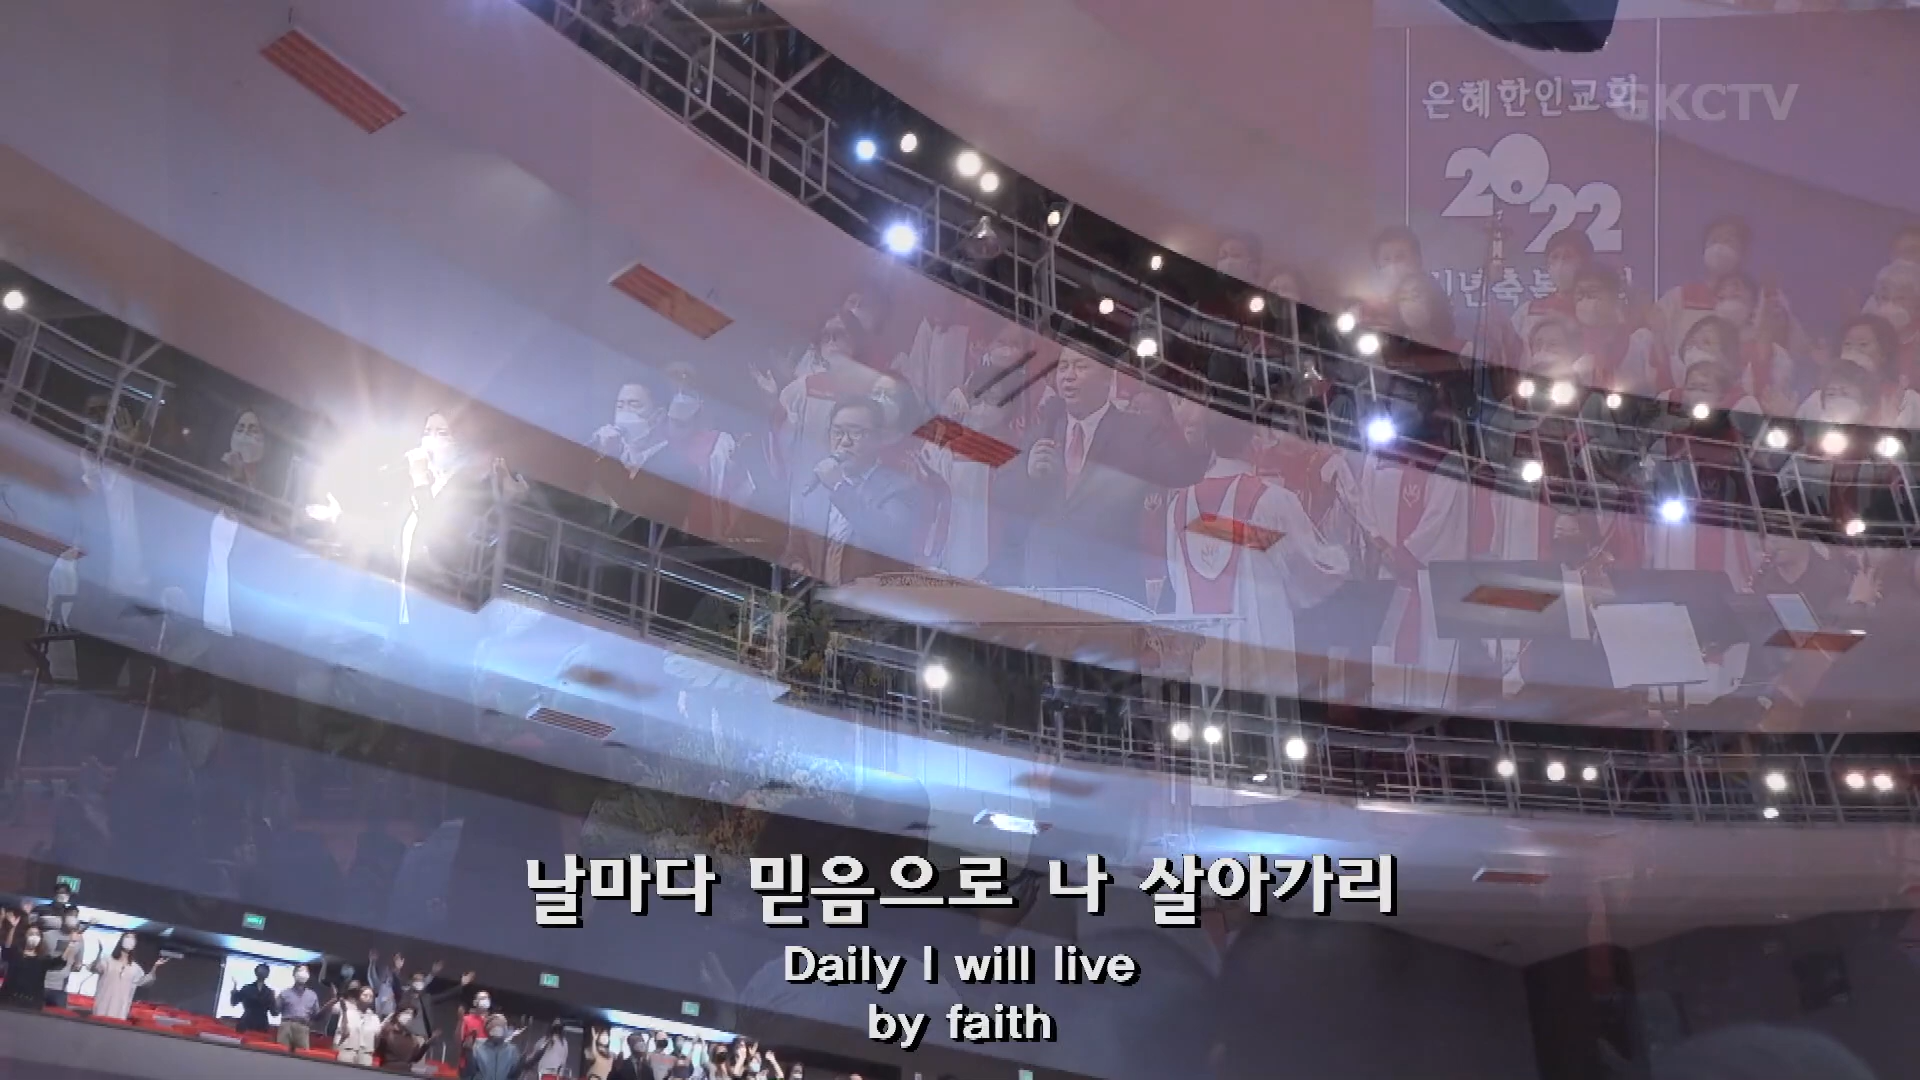 은혜한인교회
GKCTV
2022
날마다 믿음으로 나 살아가리
Daily I will live
by faith